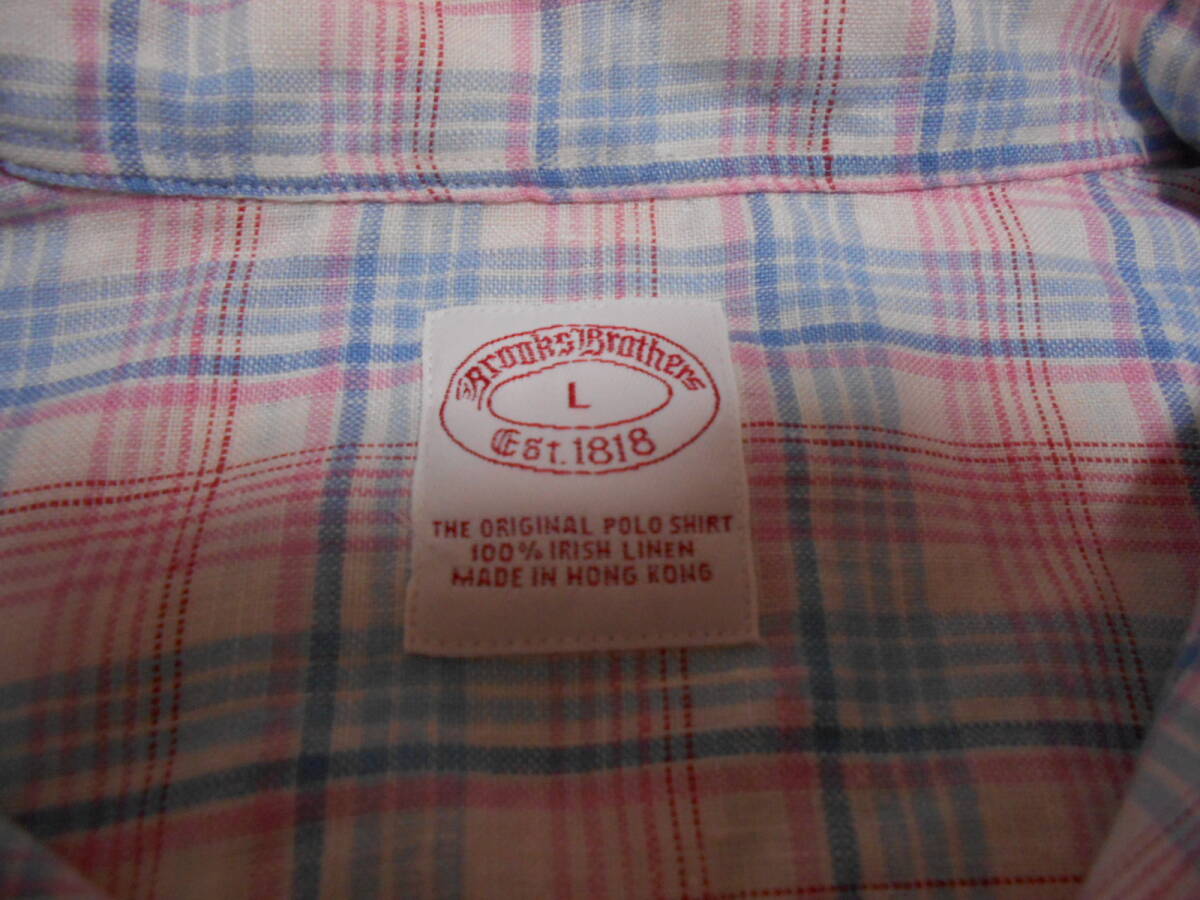 Brooks Brothers
L
Est. 1818
THE ORIGINAL POLO SHIRT
100% IRISH LINEN
MADE IN HONG KONG